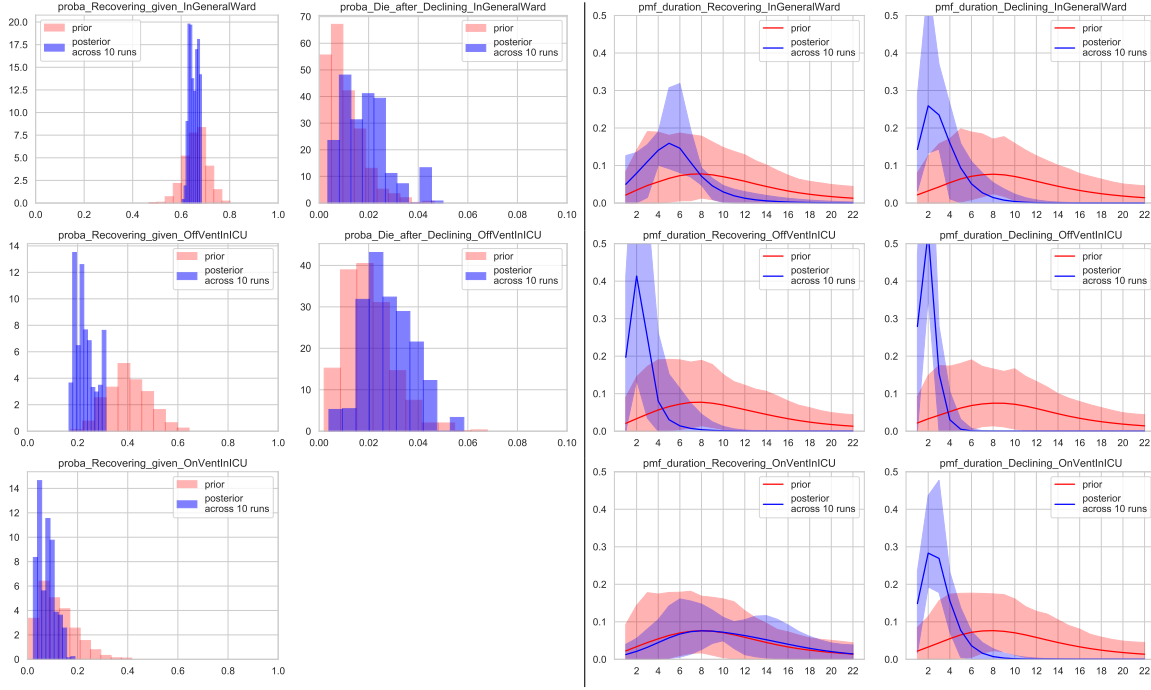 proba_Recovering_given_InGeneralWard
20.0
17.5
15.0
12.5
10.0
7.5
5.0
2.5
0.0
0.0 0.2 0.4 0.6 0.8 1.0
prior
posterior
across 10 runs
proba_Die_after_Declining_InGeneralWard
70
60
50
40
30
20
10
0
0.00 0.02 0.04 0.06 0.08 0.10
prior
posterior
across 10 runs
pmf_duration_Recovering_InGeneralWard
0.5
0.4
0.3
0.2
0.1
0.0
2 4 6 8 10 12 14 16 18 20 22
prior
posterior
across 10 runs
pmf_duration_Declining_InGeneralWard
0.5
0.4
0.3
0.2
0.1
0.0
2 4 6 8 10 12 14 16 18 20 22
prior
posterior
across 10 runs
proba_Recovering_given_OffVentInICU
14
12
10
8
6
4
2
0
0.0 0.2 0.4 0.6 0.8 1.0
prior
posterior
across 10 runs
proba_Die_after_Declining_OffVentInICU
40
30
20
10
0
0.00 0.02 0.04 0.06 0.08 0.10
prior
posterior
across 10 runs
pmf_duration_Recovering_OffVentInICU
0.5
0.4
0.3
0.2
0.1
0.0
2 4 6 8 10 12 14 16 18 20 22
prior
posterior
across 10 runs
pmf_duration_Declining_OffVentInICU
0.5
0.4
0.3
0.2
0.1
0.0
2 4 6 8 10 12 14 16 18 20 22
prior
posterior
across 10 runs
proba_Recovering_given_OnVentInICU
14
12
10
8
6
4
2
0
0.0 0.2 0.4 0.6 0.8 1.0
prior
posterior
across 10 runs
pmf_duration_Recovering_OnVentInICU
0.5
0.4
0.3
0.2
0.1
0.0
2 4 6 8 10 12 14 16 18 20 22
prior
posterior
across 10 runs
pmf_duration_Declining_OnVentInICU
0.5
0.4
0.3
0.2
0.1
0.0
2 4 6 8 10 12 14 16 18 20 22
prior
posterior
across 10 runs